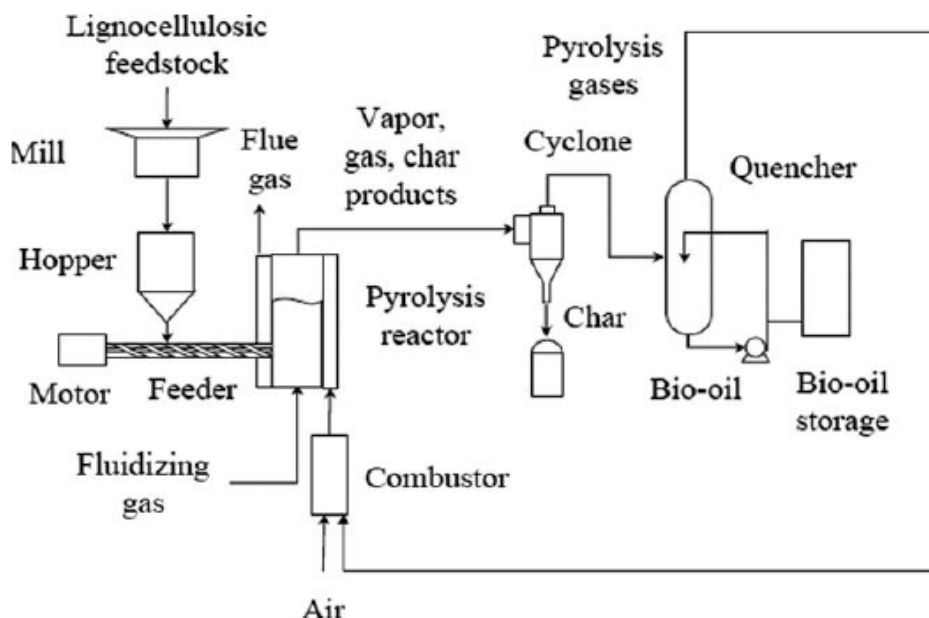 Lignocellulosic
feedstock
Mill
Flue
gas
Vapor,
gas, char
products
Cyclone
Pyrolysis
gases
Quencher
Hopper
Pyrolysis
reactor
Char
Motor
Feeder
Bio-oil
Bio-oil
storage
Fluidizing
gas
Combustor
Air